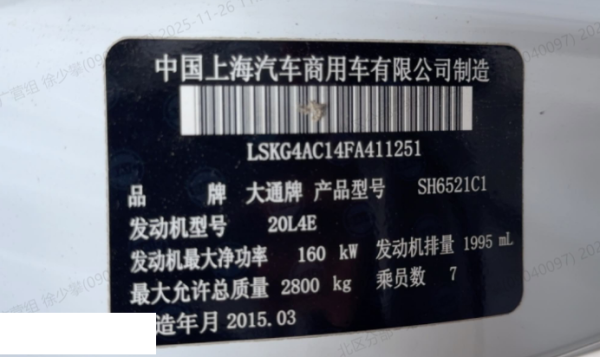 中国上海汽车商用车有限公司制造
LSKG4AC14FA411251
品 牌 大通牌 产品型号 SH6521C1
发动机型号 20L4E
发动机最大净功率 160 kW 发动机排量 1995 mL
最大允许总质量 2800 kg 乘员数 7
造年月 2015.03